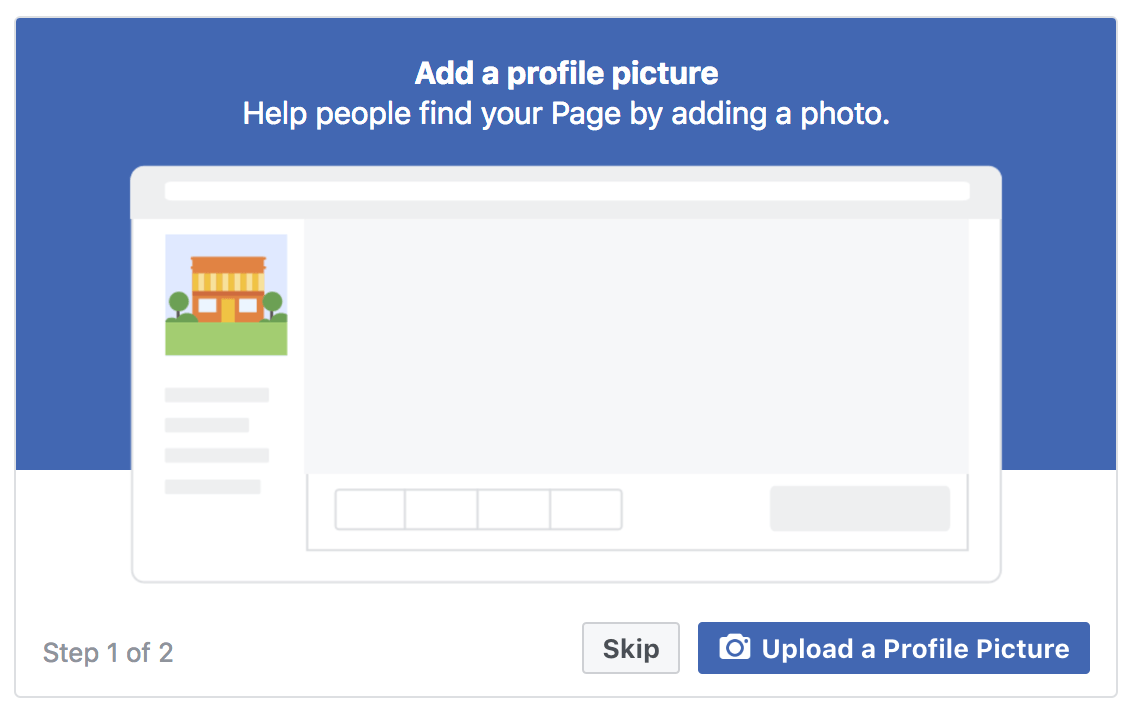 Add a profile picture
Help people find your Page by adding a photo.
Step 1 of 2
Skip
Upload a Profile Picture